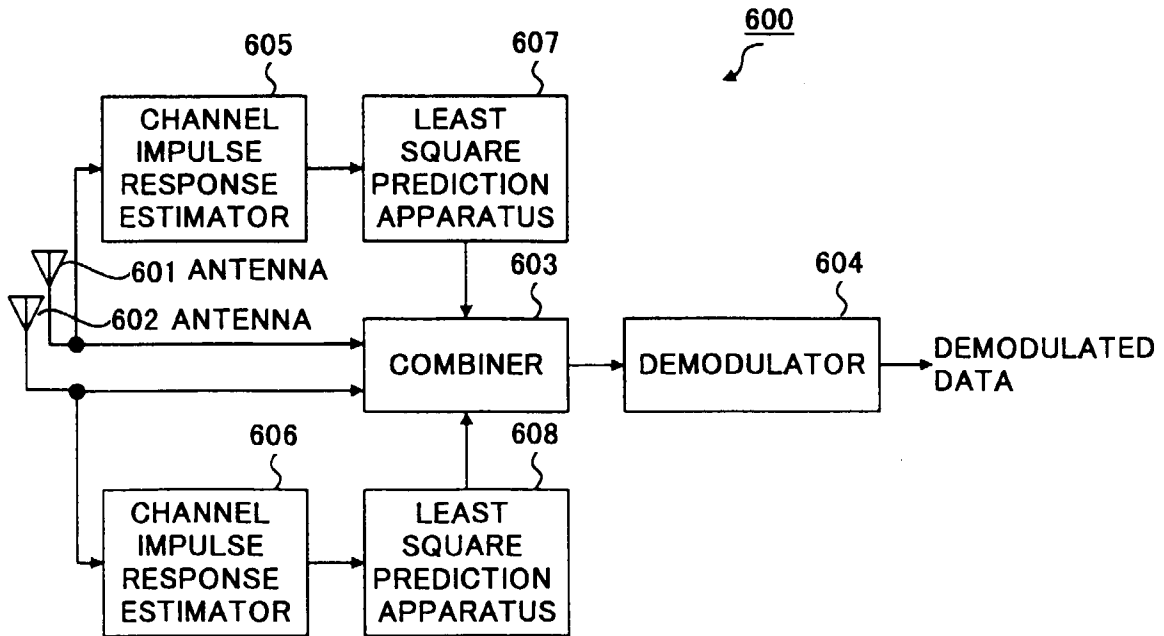 600
605
607
CHANNEL
IMPULSE
RESPONSE
ESTIMATOR
LEAST
SQUARE
PREDICTION
APPARATUS
601 ANTENNA
602 ANTENNA
603
604
COMBINER
DEMODULATOR
DEMODULATED
DATA
606
608
CHANNEL
IMPULSE
RESPONSE
ESTIMATOR
LEAST
SQUARE
PREDICTION
APPARATUS